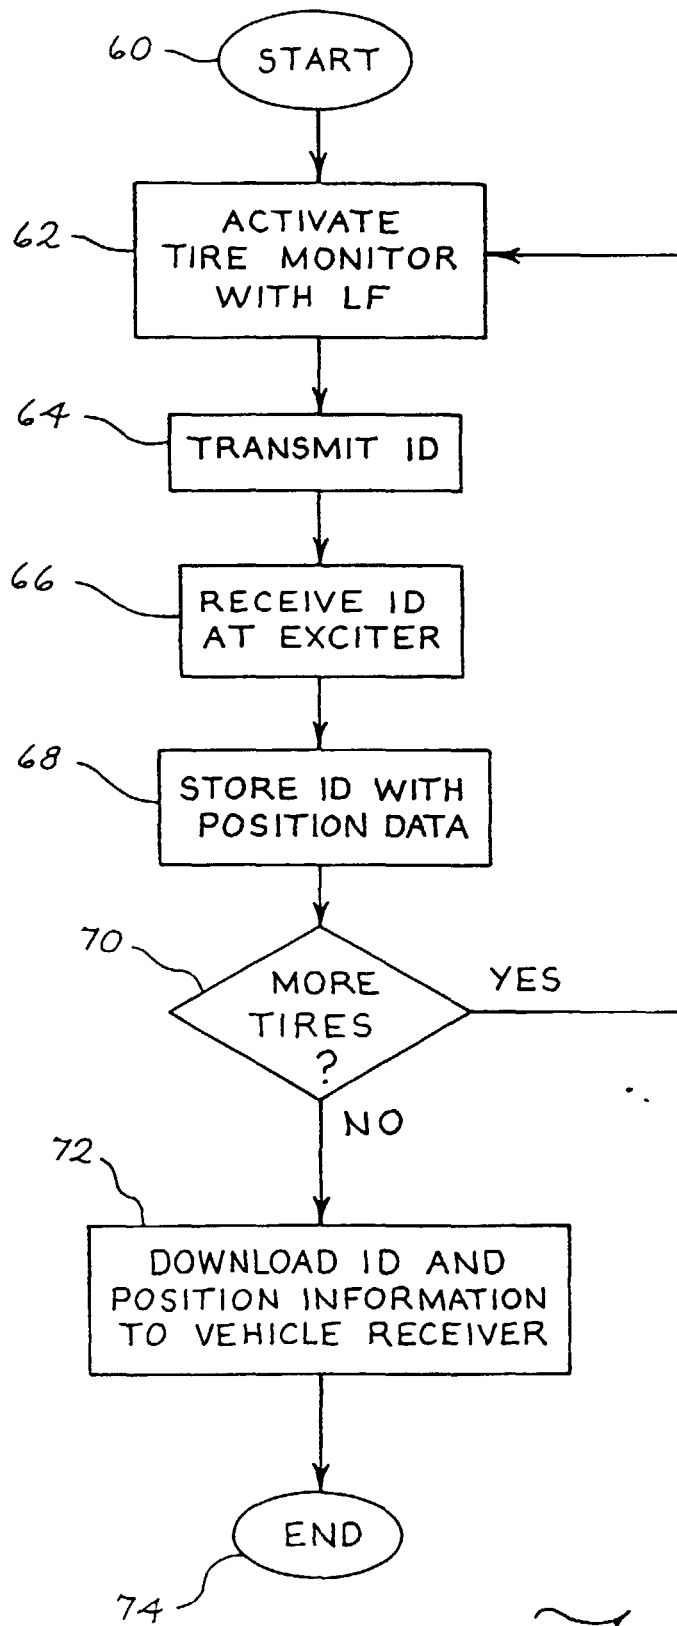 60
START
62
ACTIVATE
TIRE MONITOR
WITH LF
64
TRANSMIT ID
66
RECEIVE ID
AT EXCITER
68
STORE ID WITH
POSITION DATA
70
MORE
TIRES
?
YES
NO
72
DOWNLOAD ID AND
POSITION INFORMATION
TO VEHICLE RECEIVER
END
74